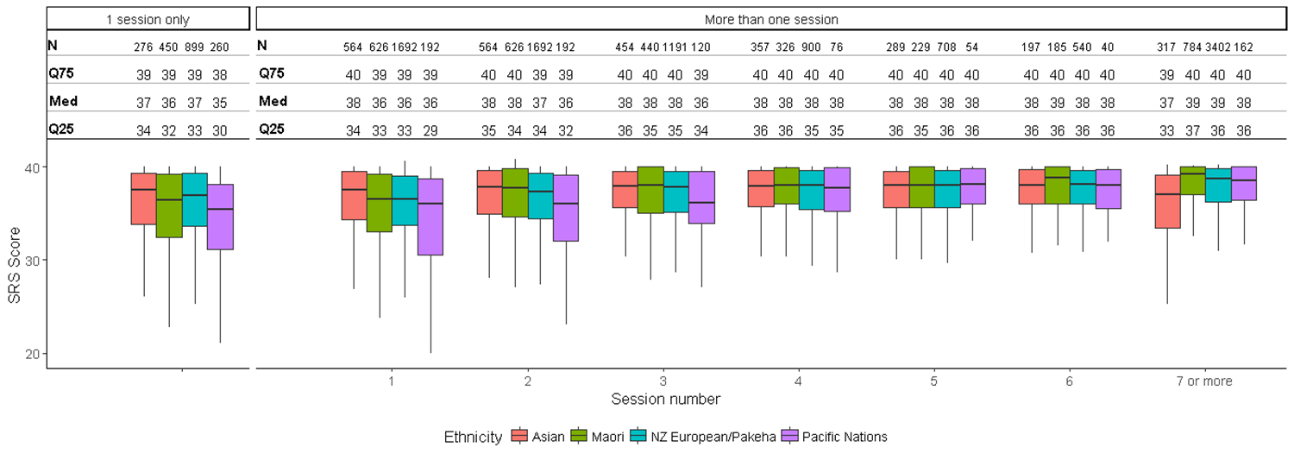 1 session only
More than one session
N 276 450 899 260
N 564 626 1692 192 564 626 1692 192 454 440 1191 120 357 326 900 76 289 229 708 54 197 185 540 40 317 784 3402 162
Q75 39 39 39 38
Q75 40 39 39 39 40 40 39 39 40 40 40 39 40 40 40 40 40 40 40 40 40 40 40 40 39 40 40 40
Med 37 36 37 35
Med 38 36 36 36 38 38 37 36 38 38 38 36 38 38 38 38 38 38 38 38 38 39 38 38 37 39 39 38
Q25 34 32 33 30
Q25 34 33 33 29 35 34 34 32 36 35 35 34 36 36 35 35 36 35 36 36 36 36 36 36 33 37 36 36
SRS Score
40
30
20
1 2 3 4 5 6 7 or more
Session number
Ethnicity Asian Maori NZ European/Pakeha Pacific Nations